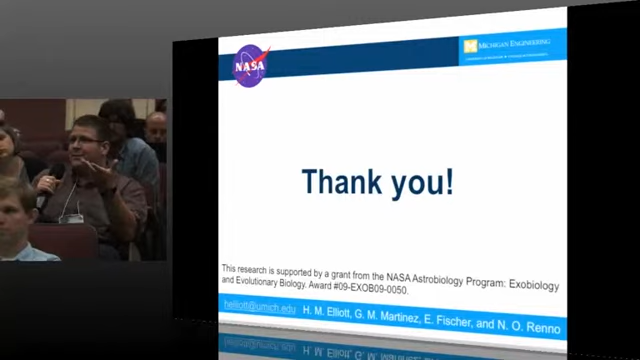 NASA
MICHIGAN ENGINEERING
Thank you!
This research is supported by a grant from the NASA Astrobiology Program: Exobiology
and Evolutionary Biology. Award #09-EXOB09-0050.
helliott@umich.edu H. M. Elliott, G. M. Martinez, E. Fischer, and N. O. Renno